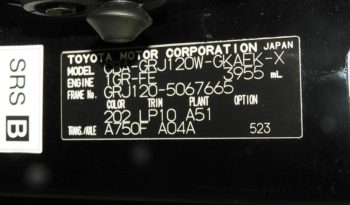 TOYOTA MOTOR CORPORATION JAPAN
MODEL CBA-GRJ120W-GKAEK-X
ENGINE 1GR-FE 3955 mL
FRAME No. GRJ120-5067665
COLOR TRIM PLANT OPTION
202 LP10 A51
TRANS./AXLE A750F A04A 523
SRS
B